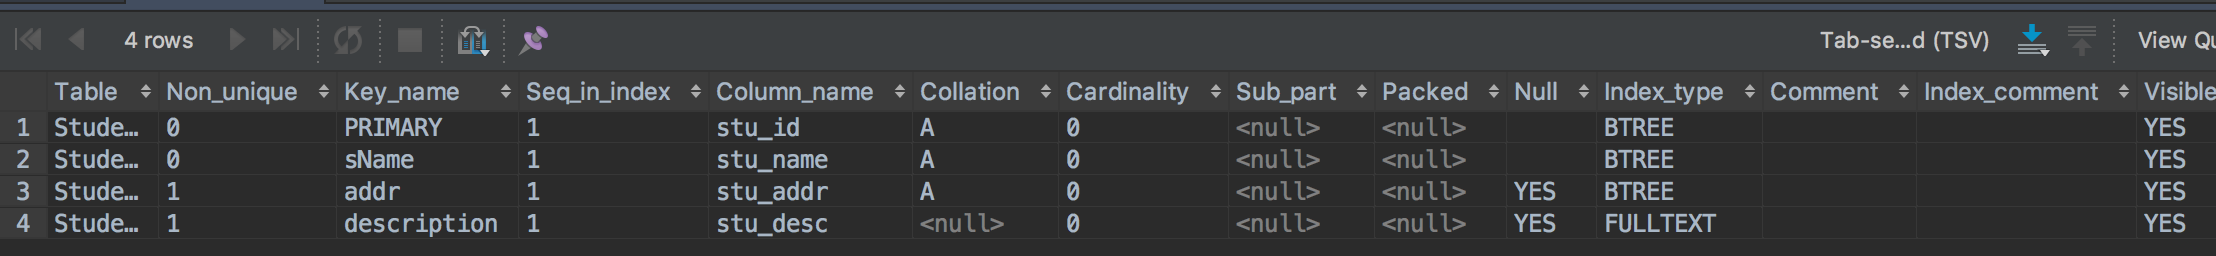 4 rows Tab-se...d (TSV) View Qu
Table Non_unique Key_name Seq_in_index Column_name Collation Cardinality Sub_part Packed Null Index_type Comment Index_comment Visible
1 Stude... 0 PRIMARY 1 stu_id A 0 <null> <null> BTREE YES
2 Stude... 0 sName 1 stu_name A 0 <null> <null> BTREE YES
3 Stude... 1 addr 1 stu_addr A 0 <null> <null> YES BTREE YES
4 Stude... 1 description 1 stu_desc <null> 0 <null> <null> YES FULLTEXT YES